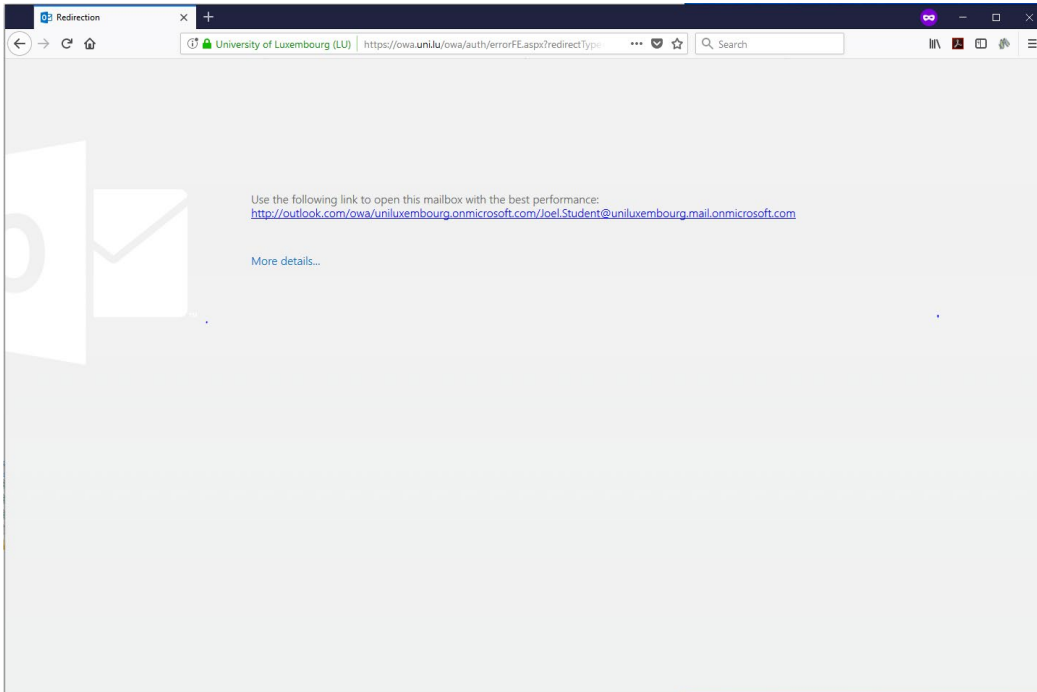 Redirection
University of Luxembourg (LU) https://owa.uni.lu/owa/auth/errorFE.aspx?redirectType Search
Use the following link to open this mailbox with the best performance:
http://outlook.com/owa/uniluxembourg.onmicrosoft.com/Joel.Student@uniluxembourg.mail.onmicrosoft.com
More details...